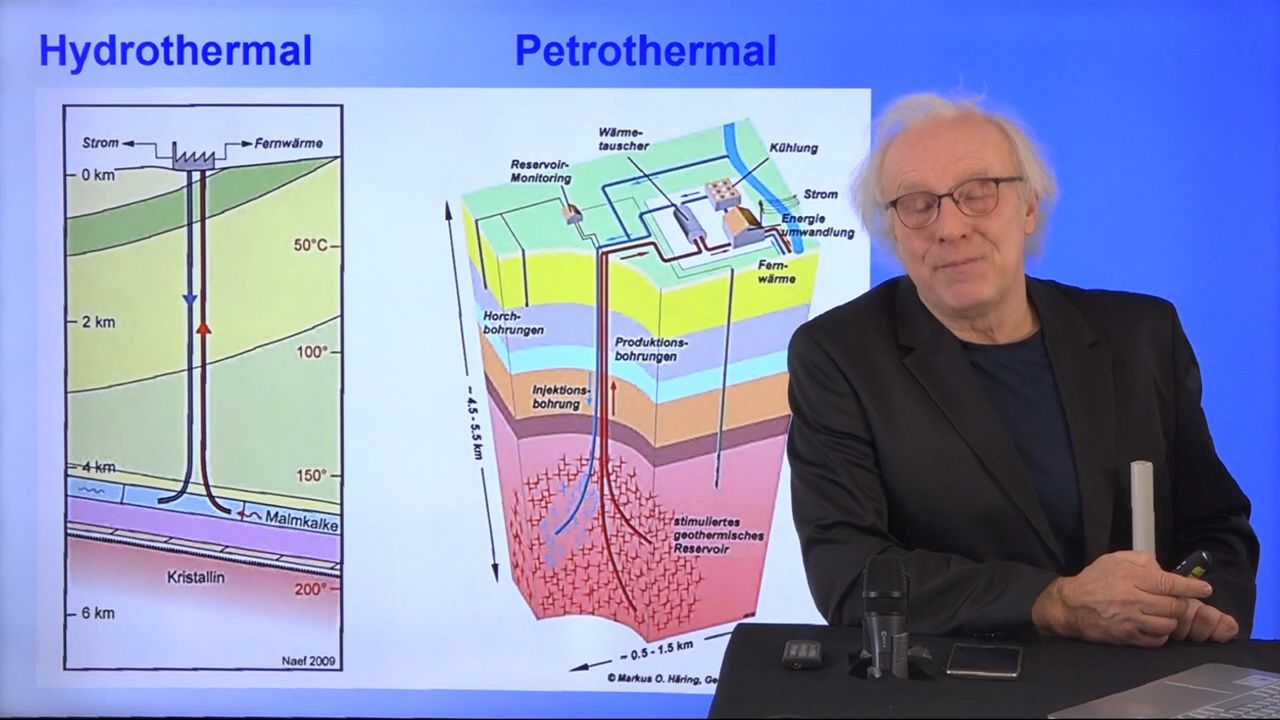 Hydrothermal
Petrothermal
Strom
Fernwärme
0 km
50°C
2 km
100°
4 km
150°
Malmkalke
Kristallin
200°
6 km
Naef 2009
Wärme-
tauscher
Kühlung
Reservoir-
Monitoring
Strom
Energie
umwandlung
Fern-
wärme
Horch-
bohrungen
Produktions-
bohrungen
Injektions-
bohrung
~ 4.5 - 5.5 km
stimuliertes
geothermisches
Reservoir
~ 0.5 - 1.5 km
© Markus O. Häring, Ge